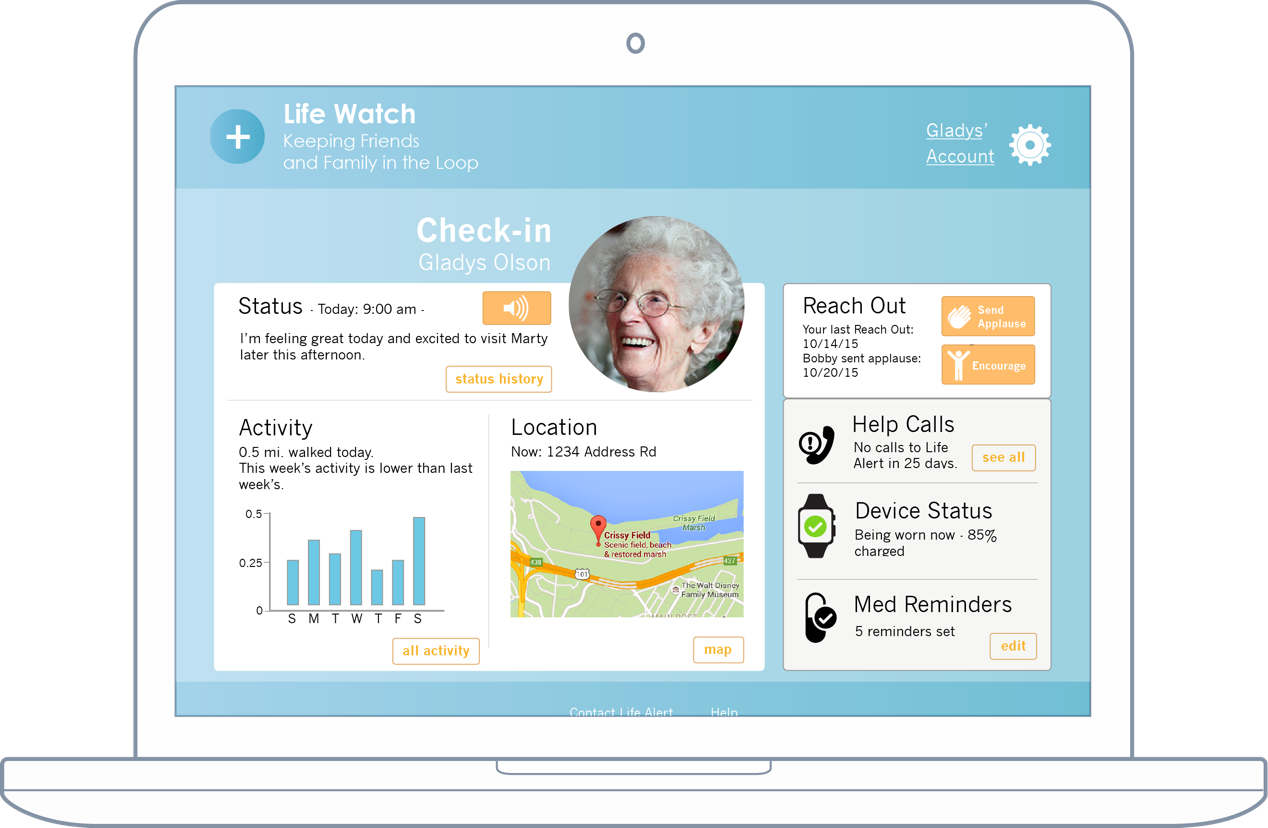 Life Watch
Keeping Friends
and Family in the Loop
Gladys’
Account
Check-in
Gladys Olson
Status - Today: 9:00 am -
I’m feeling great today and excited to visit Marty
later this afternoon.
status history
Activity
0.5 mi. walked today.
This week’s activity is lower than last
week’s.
0.5
0.25
0
S M T W T F S
all activity
Location
Now: 1234 Address Rd
Crissy Field
Marsh
Crissy Field
Scenic field, beach
& restored marsh
438
101
437
The Walt Disney
Family Museum
MAIN POST
map
Reach Out
Your last Reach Out:
10/14/15
Bobby sent applause:
10/20/15
Send
Applause
Encourage
Help Calls
No calls to Life
Alert in 25 days.
see all
Device Status
Being worn now - 85%
charged
Med Reminders
5 reminders set
edit
Contact Life Alert Help